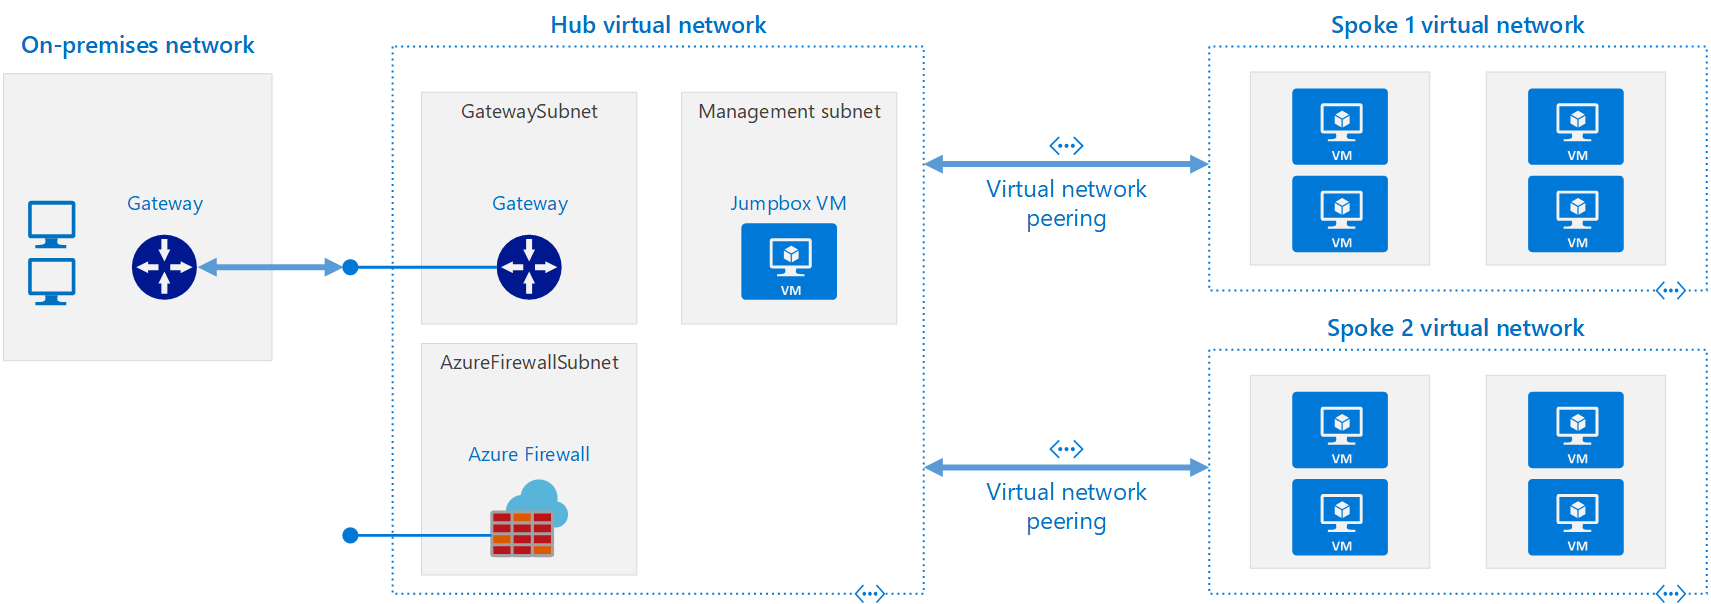 On-premises network
Gateway
Hub virtual network
GatewaySubnet
Gateway
Management subnet
Jumpbox VM
VM
AzureFirewallSubnet
Azure Firewall
Virtual network
peering
Virtual network
peering
Spoke 1 virtual network
VM
VM
VM
VM
Spoke 2 virtual network
VM
VM
VM
VM